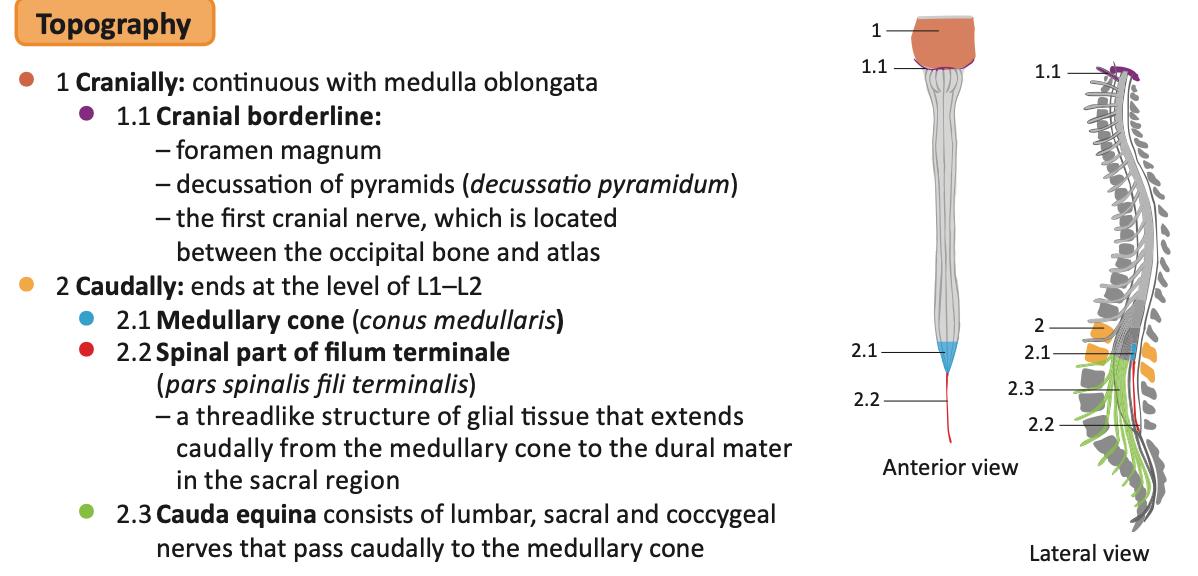 Topography
1 Cranially: continuous with medulla oblongata
1.1 Cranial borderline:
– foramen magnum
– decussation of pyramids (decussatio pyramidum)
– the first cranial nerve, which is located
between the occipital bone and atlas
2 Caudally: ends at the level of L1–L2
2.1 Medullary cone (conus medullaris)
2.2 Spinal part of filum terminale
(pars spinalis fili terminalis)
– a threadlike structure of glial tissue that extends
caudally from the medullary cone to the dural mater
in the sacral region
2.3 Cauda equina consists of lumbar, sacral and coccygeal
nerves that pass caudally to the medullary cone
1
1.1
2.1
2.2
Anterior view
1.1
2
2.1
2.3
2.2
Lateral view